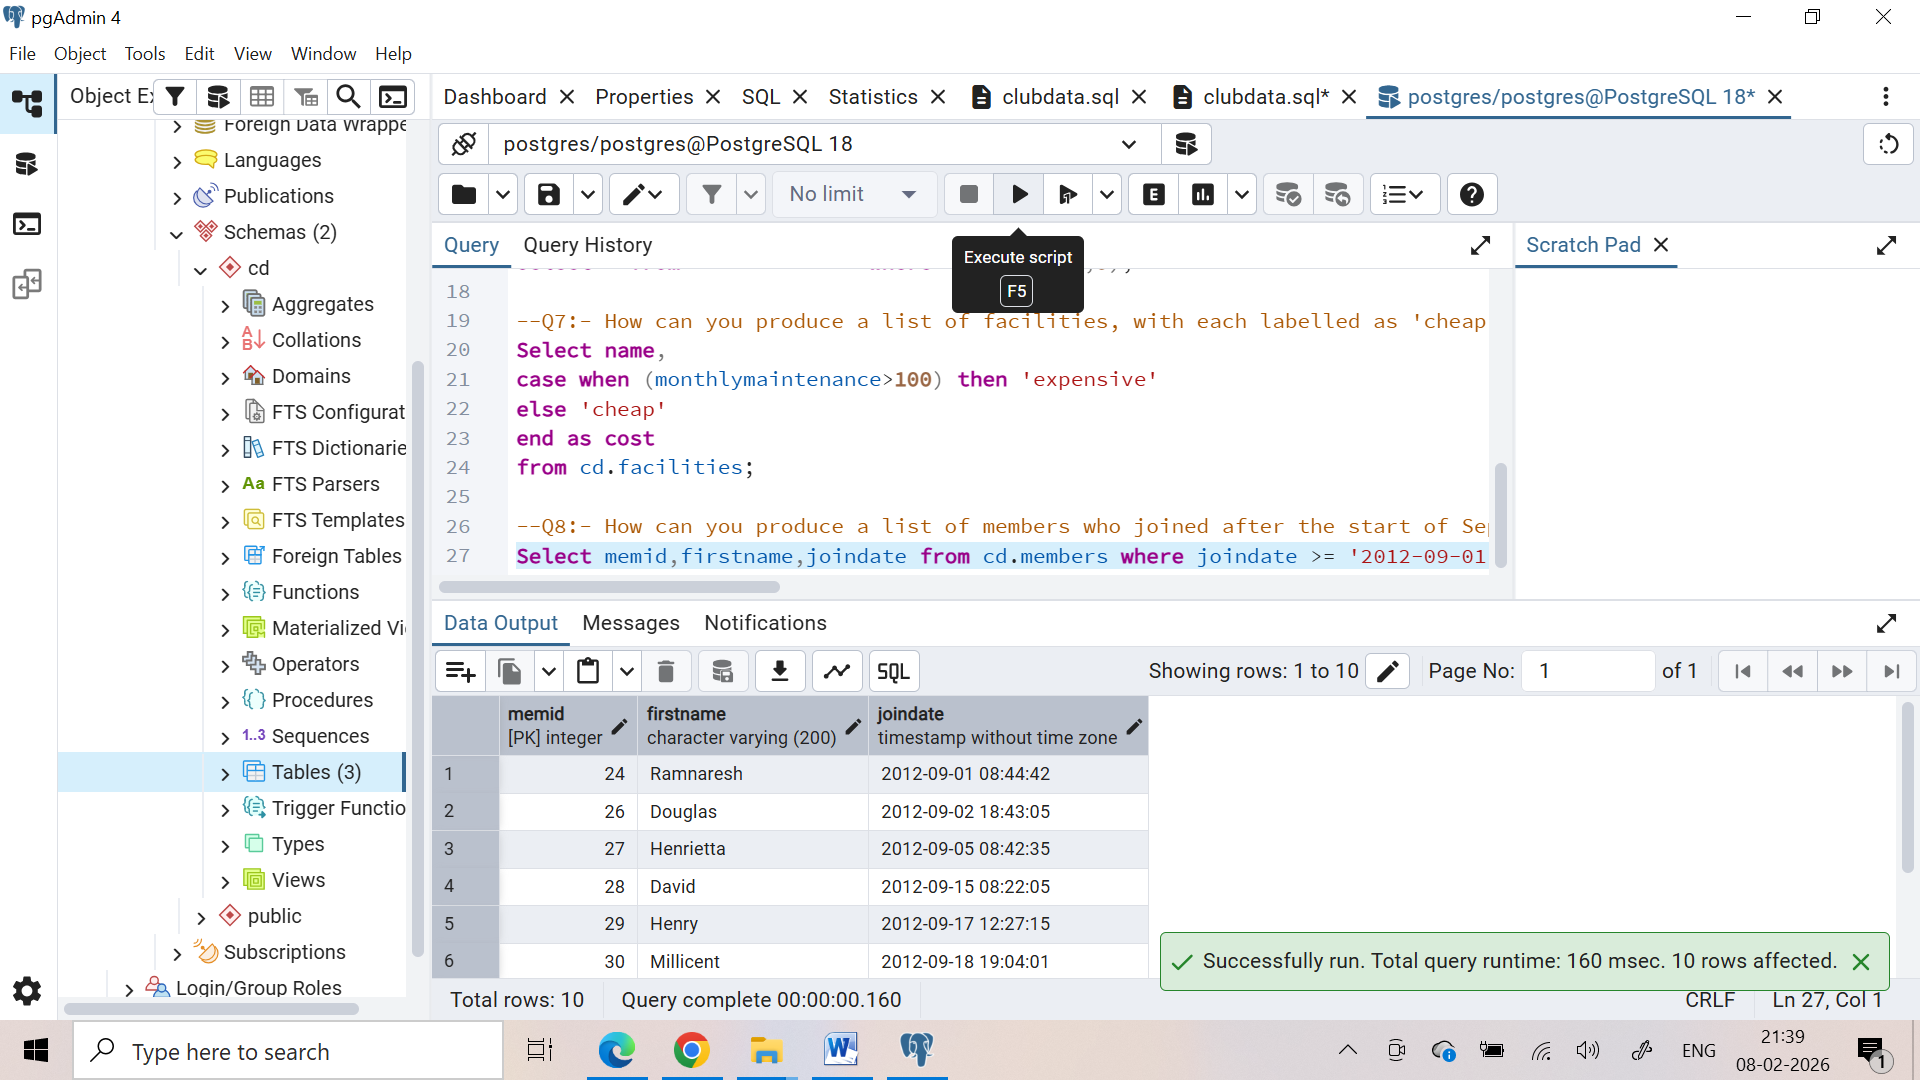 pgAdmin 4
File Object Tools Edit View Window Help
Object Ex
Dashboard Properties SQL Statistics clubdata.sql clubdata.sql* postgres/postgres@PostgreSQL 18*
postgres/postgres@PostgreSQL 18
No limit
Query Query History
Execute script
F5
Scratch Pad
Foreign Data Wrappe
Languages
Publications
Schemas (2)
cd
Aggregates
Collations
Domains
FTS Configurat
FTS Dictionarie
FTS Parsers
FTS Templates
Foreign Tables
Functions
Materialized Vi
Operators
Procedures
Sequences
Tables (3)
Trigger Functio
Types
Views
public
Subscriptions
Login/Group Roles
18
19 --Q7:- How can you produce a list of facilities, with each labelled as 'cheap
20 Select name,
21 case when (monthlymaintenance>100) then 'expensive'
22 else 'cheap'
23 end as cost
24 from cd.facilities;
25
26 --Q8:- How can you produce a list of members who joined after the start of Se
27 Select memid,firstname,joindate from cd.members where joindate >= '2012-09-01
Data Output Messages Notifications
SQL
Showing rows: 1 to 10 Page No: 1 of 1
memid firstname joindate
[PK] integer character varying (200) timestamp without time zone
1 24 Ramnaresh 2012-09-01 08:44:42
2 26 Douglas 2012-09-02 18:43:05
3 27 Henrietta 2012-09-05 08:42:35
4 28 David 2012-09-15 08:22:05
5 29 Henry 2012-09-17 12:27:15
6 30 Millicent 2012-09-18 19:04:01
Successfully run. Total query runtime: 160 msec. 10 rows affected.
Total rows: 10 Query complete 00:00:00.160 CRLF Ln 27, Col 1
Type here to search
ENG
21:39
08-02-2026
1